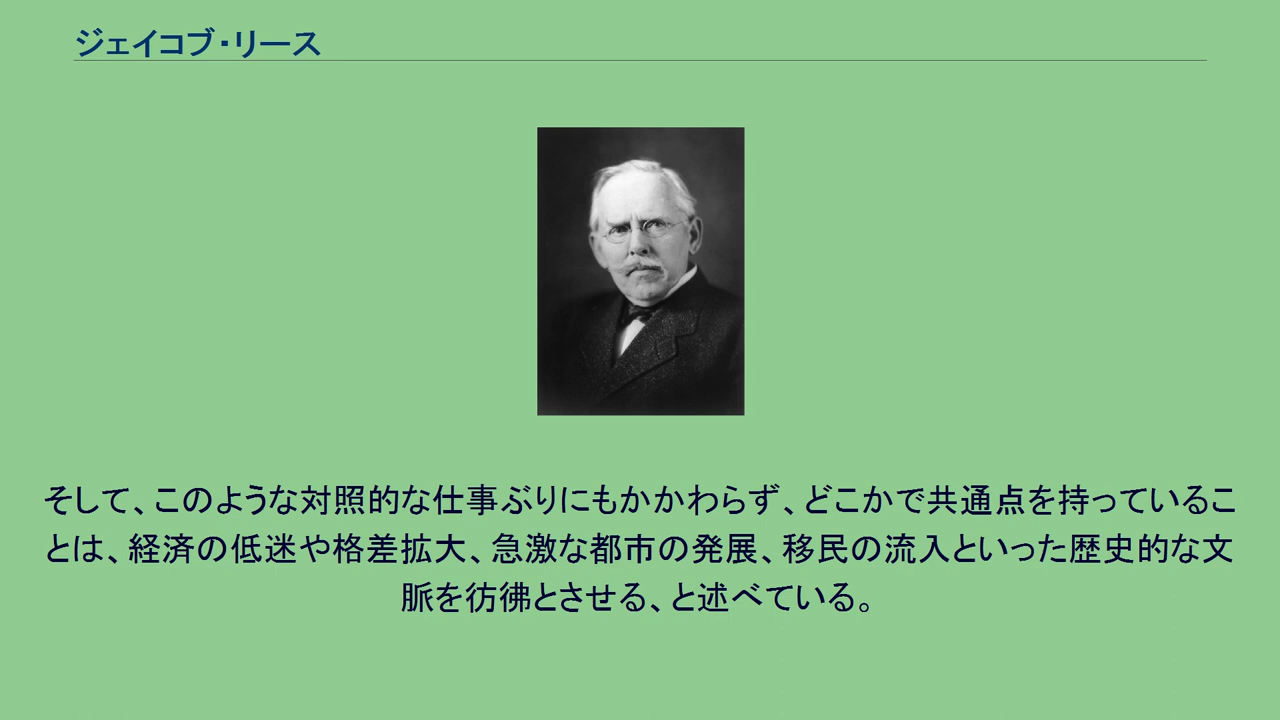 ジェイコブ・リース
そして、このような対照的な仕事ぶりにもかかわらず、どこかで共通点を持っているこ
とは、経済の低迷や格差拡大、急激な都市の発展、移民の流入といった歴史的な文
脈を彷彿とさせる、と述べている。